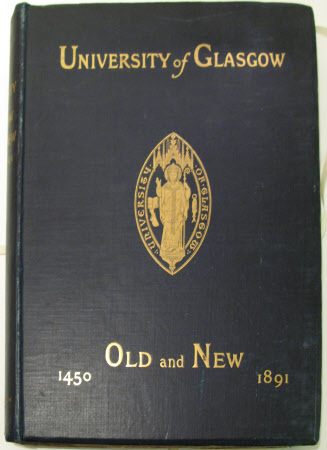 UNIVERSITY of GLASGOW
UNIVERSITY OF GLASGOW
OLD and NEW
1450 1891